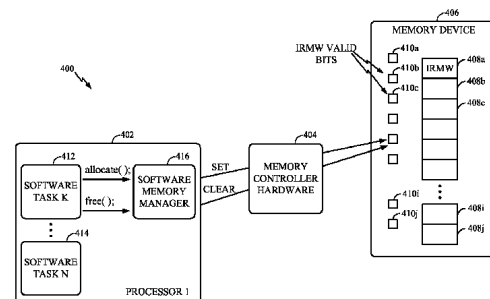 406
MEMORY DEVICE
IRMW VALID
BITS
410a
410b
410c
IRMW
408a
408b
408c
400
402
404
412
416
SOFTWARE
TASK K
allocate( );
free( );
SOFTWARE
MEMORY
MANAGER
SET
CLEAR
MEMORY
CONTROLLER
HARDWARE
414
SOFTWARE
TASK N
PROCESSOR 1
410i
410j
408i
408j